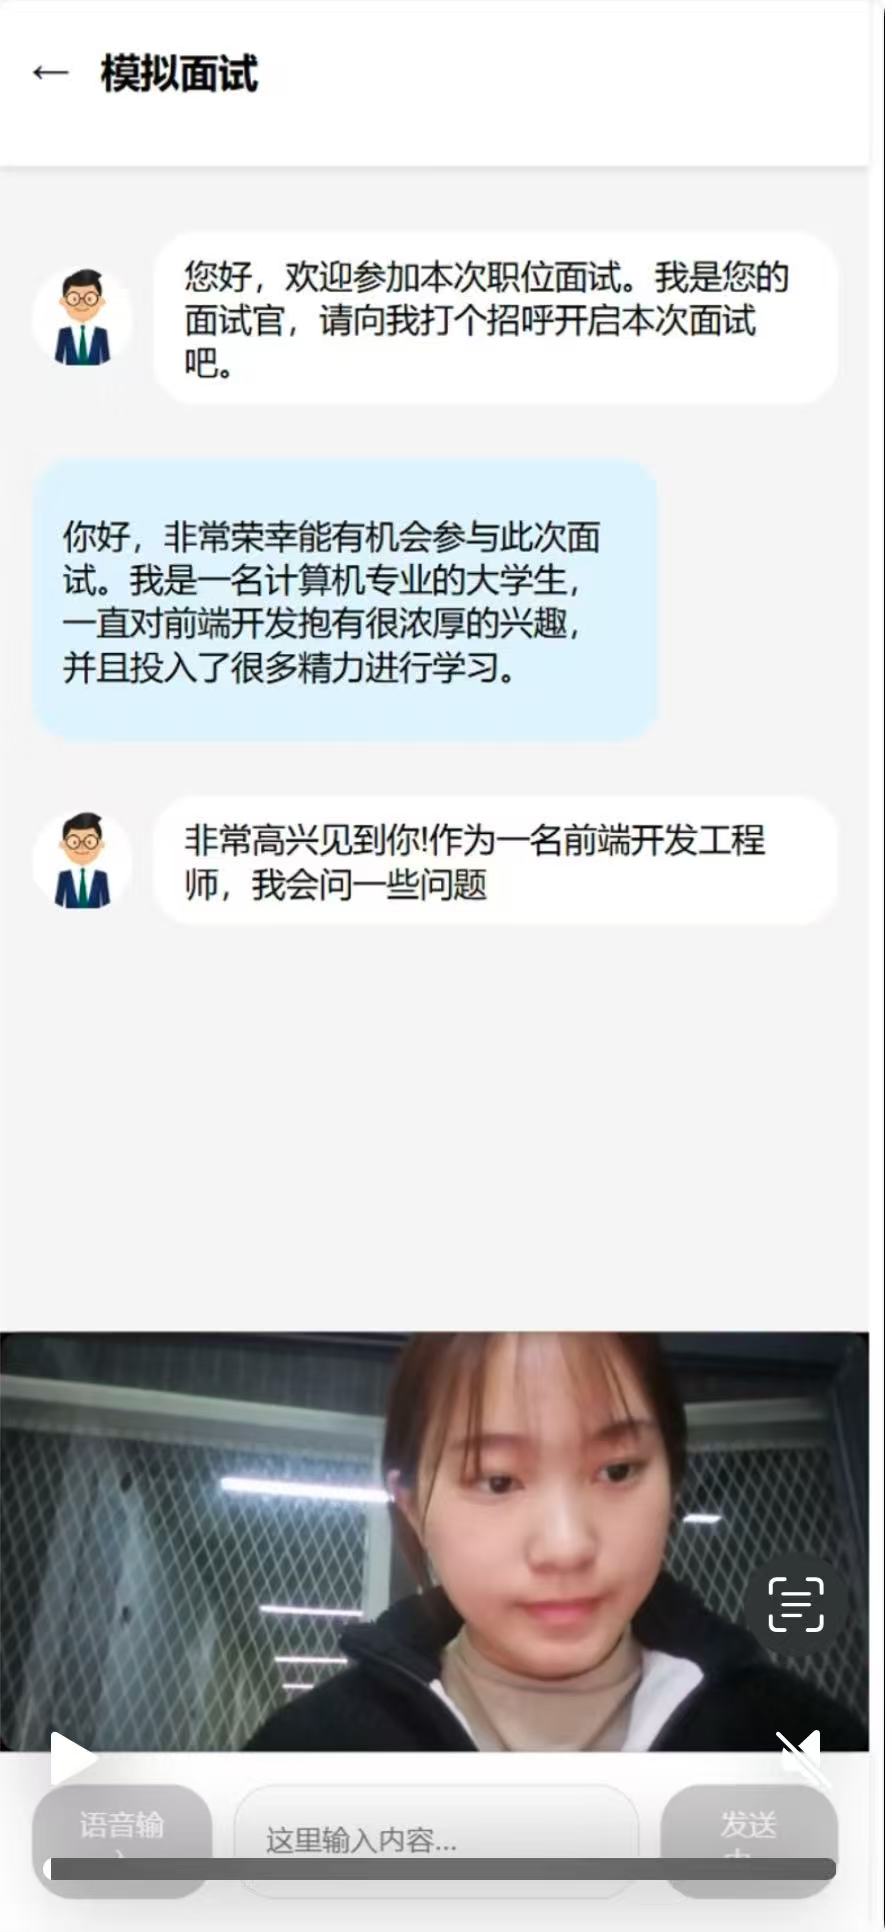 模拟面试
您好，欢迎参加本次职位面试。我是您的
面试官，请向我打个招呼开启本次面试
吧。
你好，非常荣幸能有机会参与此次面
试。我是一名计算机专业的大学生，
一直对前端开发抱有很浓厚的兴趣，
并且投入了很多精力进行学习。
非常高兴见到你!作为一名前端开发工程
师，我会问一些问题
语音输
这里输入内容...
发送